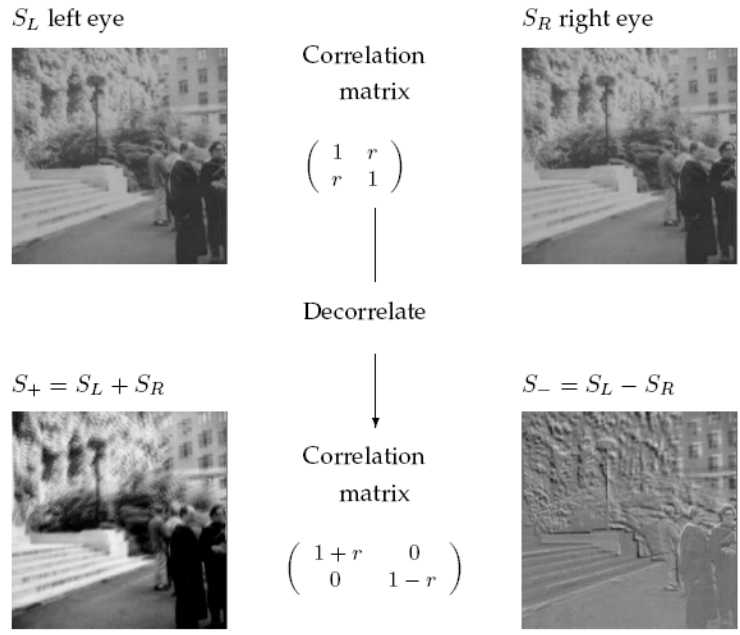 S_L left eye
S_R right eye
Correlation
matrix
( 1 r
r 1 )
Decorrelate
S_+ = S_L + S_R
S_- = S_L − S_R
Correlation
matrix
( 1 + r 0
0 1 − r )